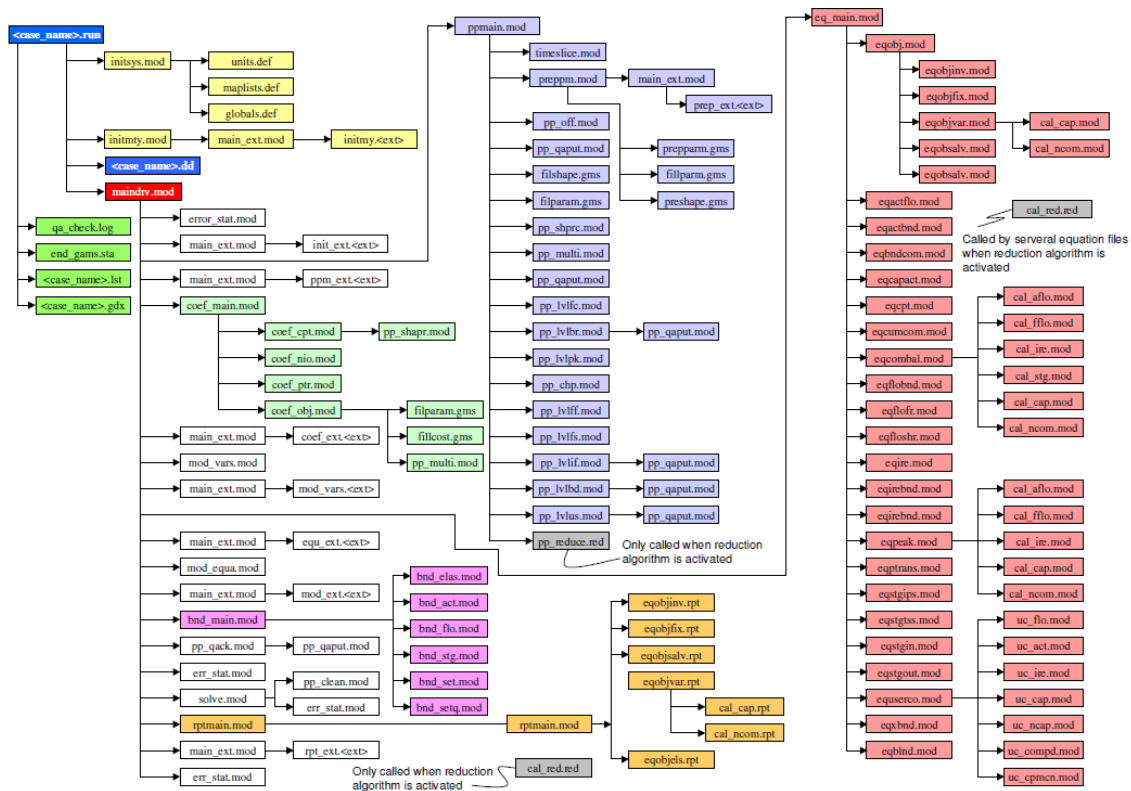 <case_name>.run
initsys.mod
units.def
maplists.def
globals.def
initmty.mod
main_ext.mod
initmy.<ext>
<case_name>.dd
maindrv.mod
qa_check.log
end_gams.sta
<case_name>.lst
<case_name>.gdx
error_stat.mod
main_ext.mod
init_ext.<ext>
main_ext.mod
ppm_ext.<ext>
coef_main.mod
coef_cpt.mod
pp_shapr.mod
coef_nio.mod
coef_ptr.mod
coef_obj.mod
filparam.gms
fillcost.gms
pp_multi.mod
main_ext.mod
coef_ext.<ext>
mod_vars.mod
main_ext.mod
mod_vars.<ext>
main_ext.mod
equ_ext.<ext>
mod_equa.mod
main_ext.mod
mod_ext.<ext>
bnd_main.mod
bnd_elas.mod
bnd_act.mod
bnd_flo.mod
bnd_stg.mod
bnd_set.mod
bnd_setq.mod
pp_qack.mod
pp_qaput.mod
err_stat.mod
solve.mod
pp_clean.mod
err_stat.mod
rptmain.mod
rptmain.mod
eqobjinv.rpt
eqobjfix.rpt
eqobjsalv.rpt
eqobjvar.rpt
cal_cap.rpt
cal_ncom.rpt
eqobjels.rpt
main_ext.mod
rpt_ext.<ext>
err_stat.mod
Only called when reduction
algorithm is activated
cal_red.red
ppmain.mod
timeslice.mod
preppm.mod
main_ext.mod
prep_ext.<ext>
prepparm.gms
fillparm.gms
preshape.gms
pp_off.mod
pp_qaput.mod
filshape.gms
filparam.gms
pp_shprc.mod
pp_multi.mod
pp_qaput.mod
pp_lvlfc.mod
pp_lvlbr.mod
pp_qaput.mod
pp_lvlpk.mod
pp_chp.mod
pp_lvlff.mod
pp_lvlfs.mod
pp_lvlif.mod
pp_qaput.mod
pp_lvlbd.mod
pp_qaput.mod
pp_lvlus.mod
pp_qaput.mod
pp_reduce.red
Only called when reduction
algorithm is activated
eq_main.mod
eqobj.mod
eqobjinv.mod
eqobjfix.mod
eqobjvar.mod
cal_cap.mod
cal_ncom.mod
eqobsalv.mod
eqobsalv.mod
cal_red.red
Called by serveral equation files
when reduction algorithm is
activated
eqactflo.mod
eqactbnd.mod
eqbndcom.mod
eqcapact.mod
eqcpt.mod
eqcumcom.mod
eqcombal.mod
cal_aflo.mod
cal_fflo.mod
cal_ire.mod
cal_stg.mod
cal_cap.mod
cal_ncom.mod
eqflobnd.mod
eqflofr.mod
eqfloshr.mod
eqire.mod
eqirebnd.mod
eqirebnd.mod
eqpeak.mod
cal_aflo.mod
cal_fflo.mod
cal_ire.mod
cal_cap.mod
cal_ncom.mod
eqptrans.mod
eqstgips.mod
eqstgtss.mod
eqstgin.mod
eqstgout.mod
equserco.mod
uc_flo.mod
uc_act.mod
uc_ire.mod
uc_cap.mod
uc_ncap.mod
uc_compd.mod
uc_cpmcn.mod
eqxbnd.mod
eqblnd.mod